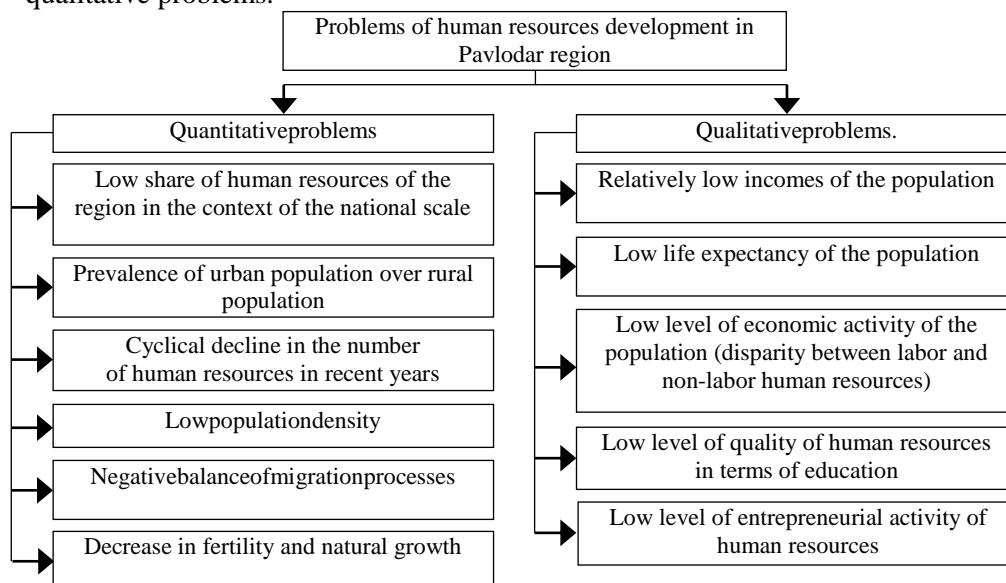 qualitative problems.
Problems of human resources development in
Pavlodar region
Quantitativeproblems
Low share of human resources of the
region in the context of the national scale
Prevalence of urban population over rural
population
Cyclical decline in the number
of human resources in recent years
Lowpopulationdensity
Negativebalanceofmigrationprocesses
Decrease in fertility and natural growth
Qualitativeproblems.
Relatively low incomes of the population
Low life expectancy of the population
Low level of economic activity of the
population (disparity between labor and
non-labor human resources)
Low level of quality of human resources
in terms of education
Low level of entrepreneurial activity of
human resources